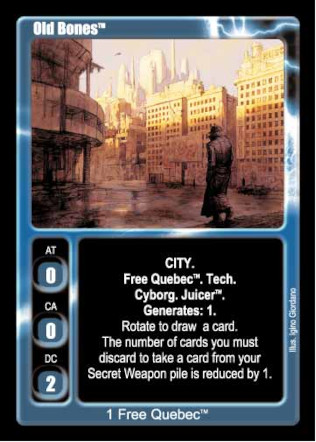 Old Bones™
AT
0
CA
0
DC
2
CITY.
Free Quebec™. Tech.
Cyborg. Juicer™.
Generates: 1.
Rotate to draw a card.
The number of cards you must
discard to take a card from your
Secret Weapon pile is reduced by 1.
Illus. Igino Giordano
1 Free Quebec™